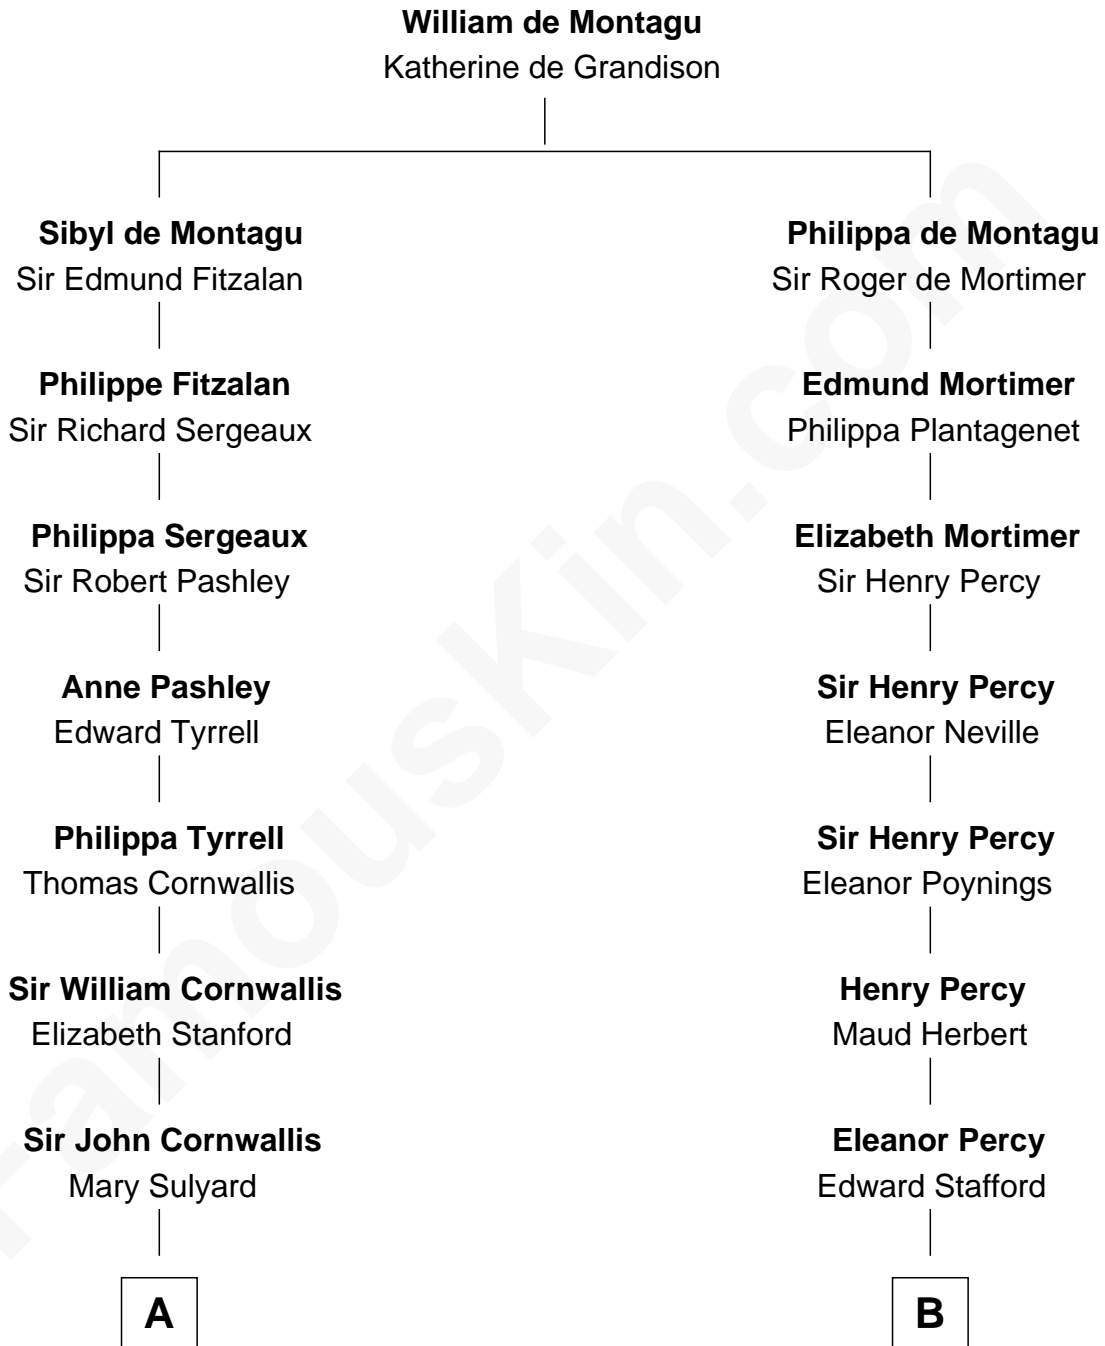 William de Montagu
Katherine de Grandison
Sibyl de Montagu
Sir Edmund Fitzalan
Philippe Fitzalan
Sir Richard Sergeaux
Philippa Sergeaux
Sir Robert Pashley
Anne Pashley
Edward Tyrrell
Philippa Tyrrell
Thomas Cornwallis
Sir William Cornwallis
Elizabeth Stanford
Sir John Cornwallis
Mary Sulyard
A
Philippa de Montagu
Sir Roger de Mortimer
Edmund Mortimer
Philippa Plantagenet
Elizabeth Mortimer
Sir Henry Percy
Sir Henry Percy
Eleanor Neville
Sir Henry Percy
Eleanor Poynings
Henry Percy
Maud Herbert
Eleanor Percy
Edward Stafford
B
FamousKin.com